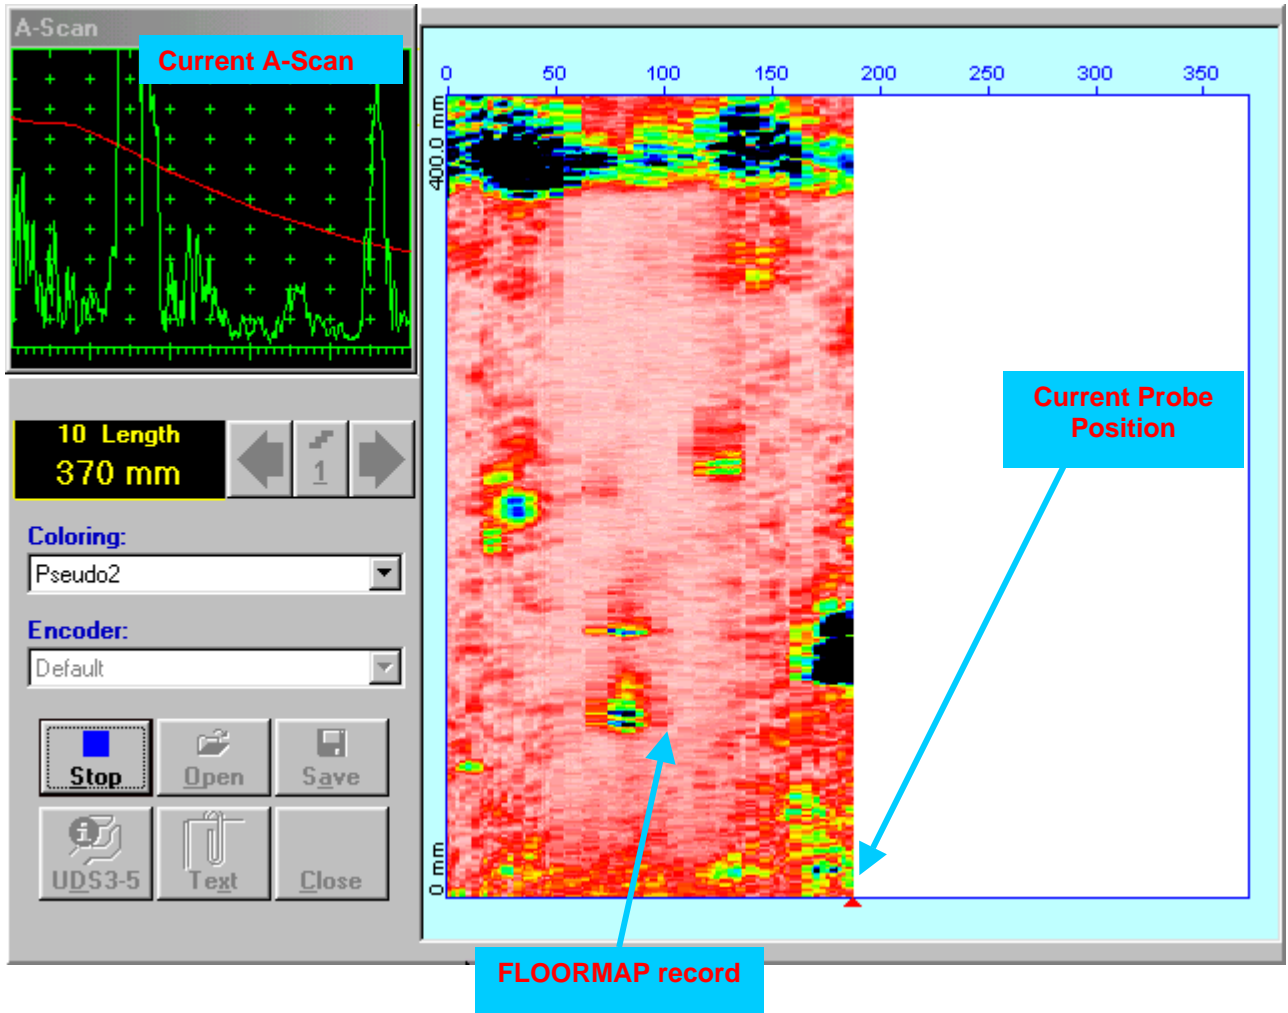 A-Scan
Current A-Scan
0 50 100 150 200 250 300 350
400.0 mm
Current Probe
Position
10 Length
370 mm
1
Coloring:
Pseudo2
Encoder:
Default
Stop Open Save
UDS3-5 Text Close
0 mm
FLOORMAP record